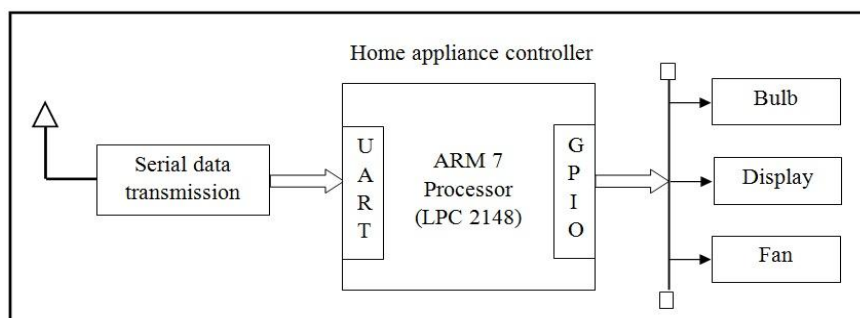 Home appliance controller
Serial data
transmission
U
A
R
T
ARM 7
Processor
(LPC 2148)
G
P
I
O
Bulb
Display
Fan